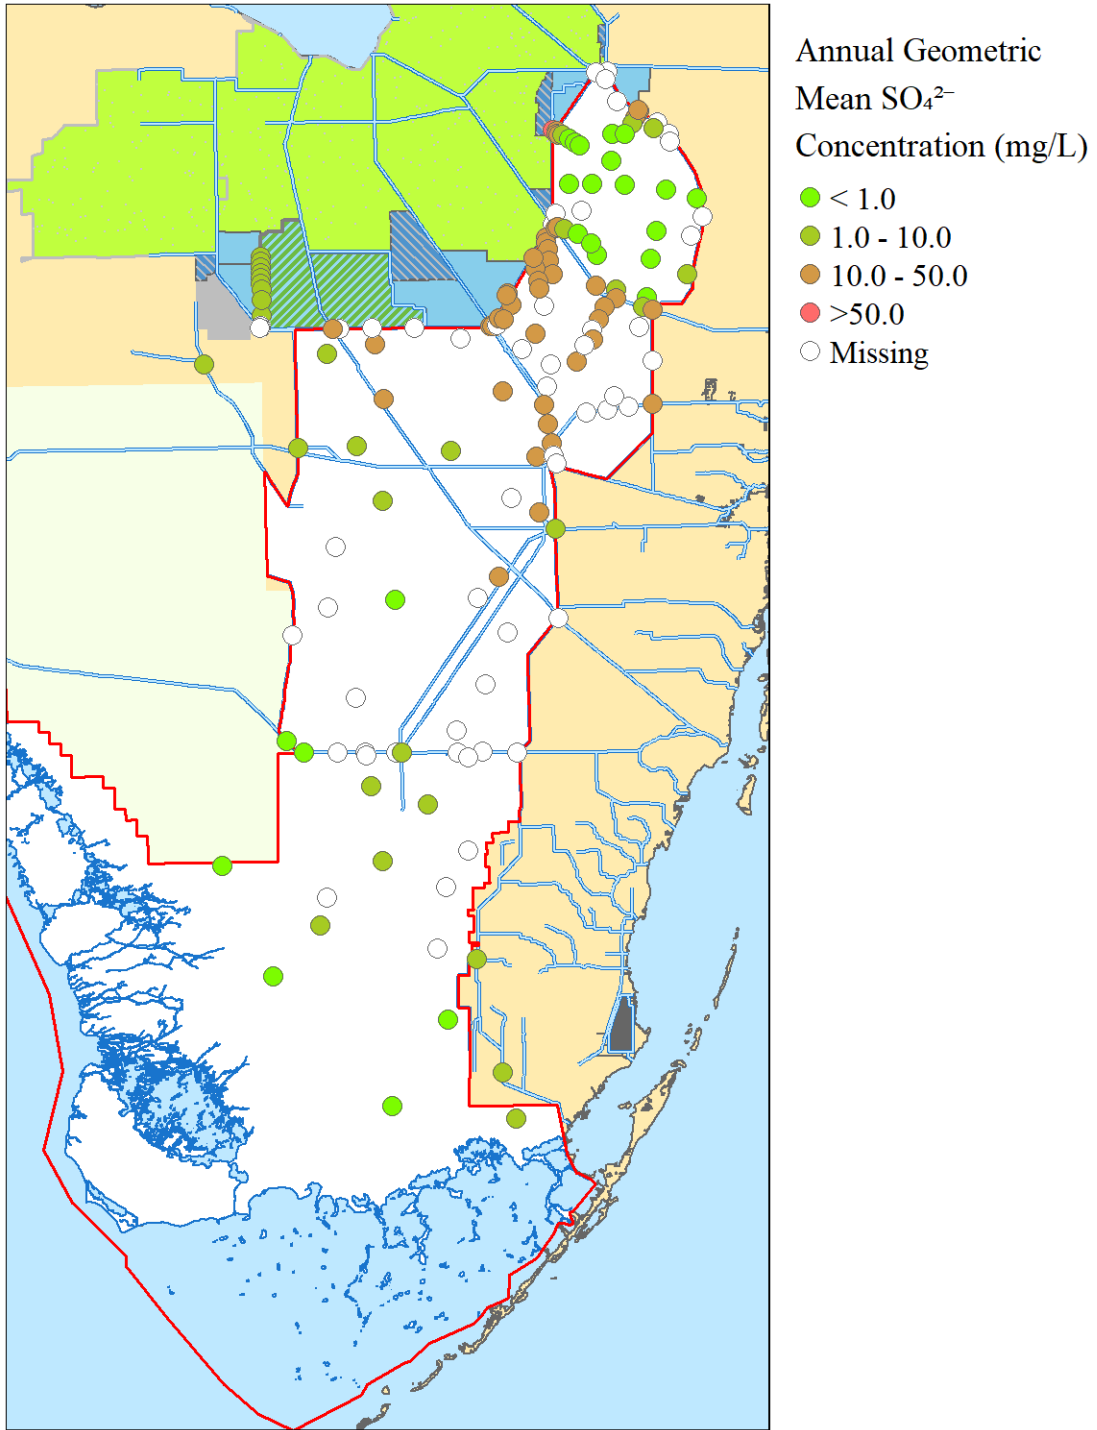 Annual Geometric
Mean SO₄²⁻
Concentration (mg/L)
< 1.0
1.0 - 10.0
10.0 - 50.0
>50.0
Missing